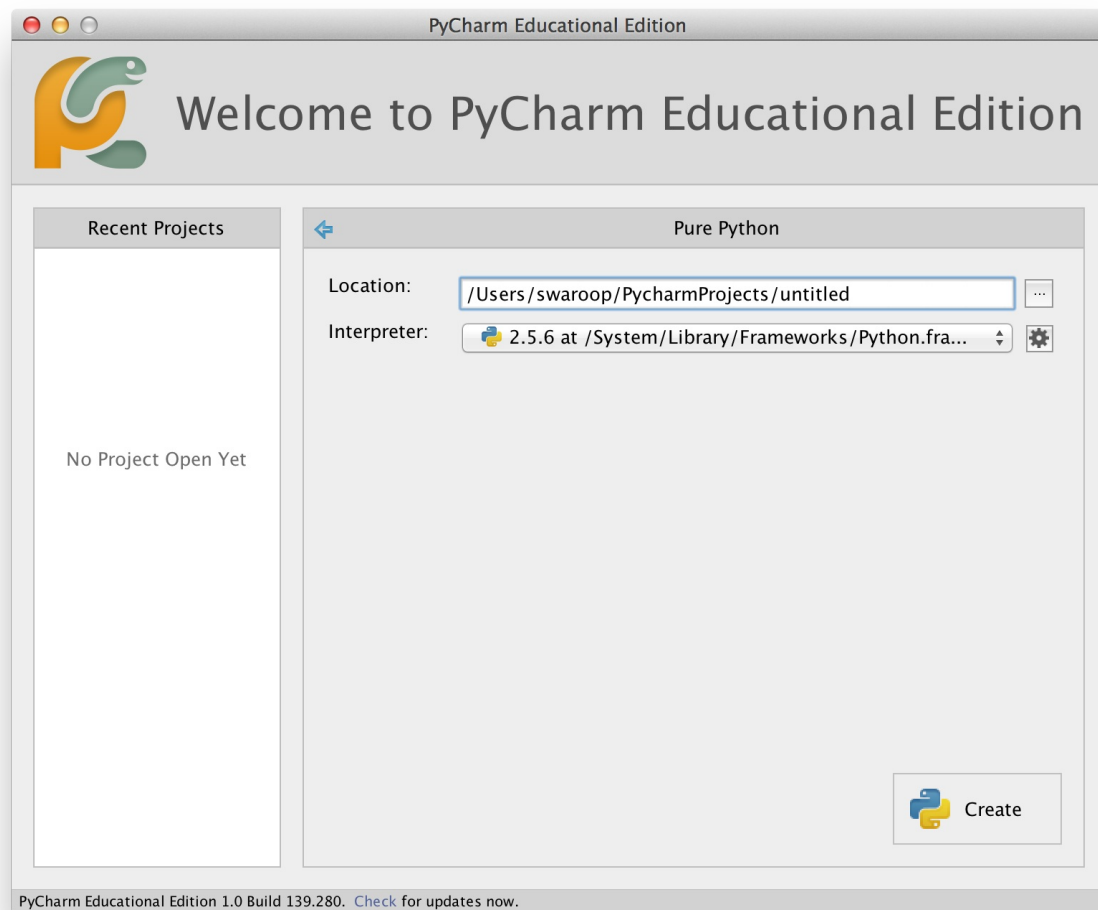 PyCharm Educational Edition
Welcome to PyCharm Educational Edition
Recent Projects
Pure Python
Location:
/Users/swaroop/PycharmProjects/untitled
...
Interpreter:
2.5.6 at /System/Library/Frameworks/Python.fra...
No Project Open Yet
Create
PyCharm Educational Edition 1.0 Build 139.280. Check for updates now.